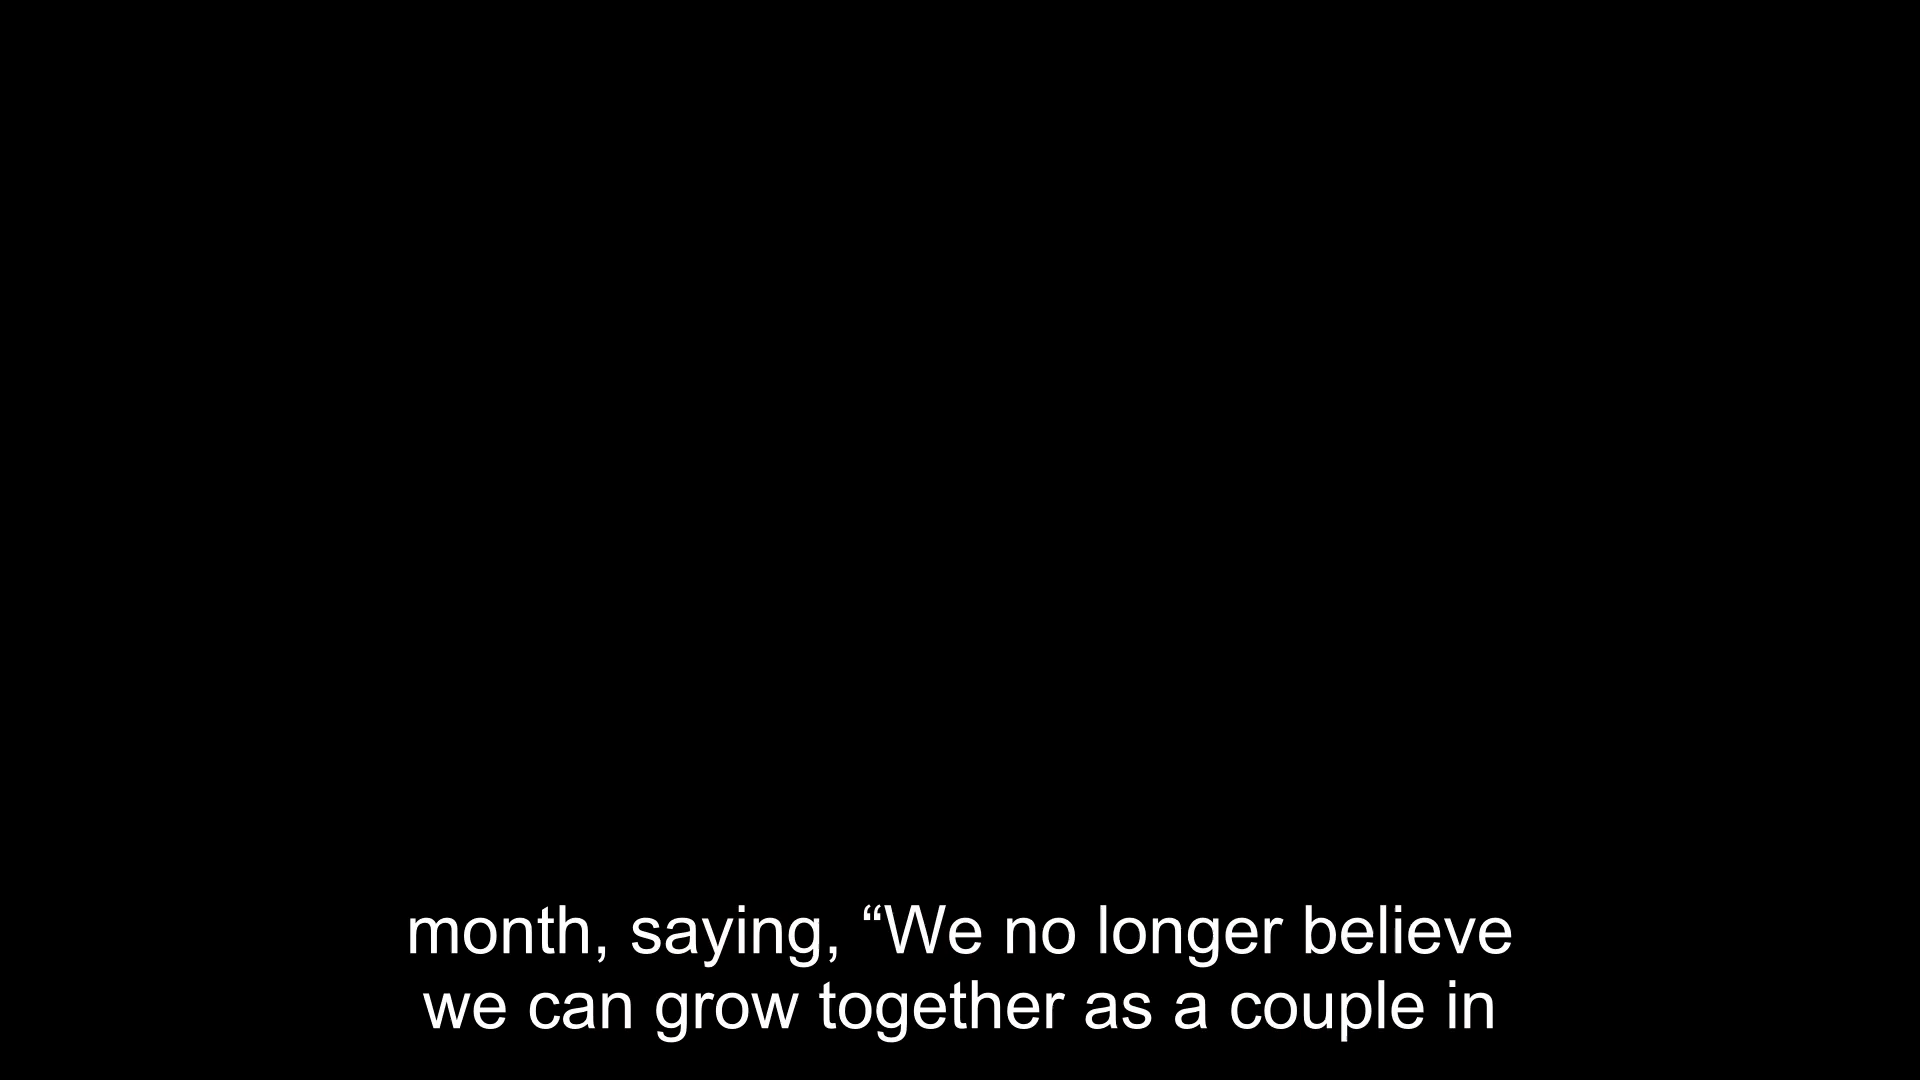 month, saying, “We no longer believe
we can grow together as a couple in